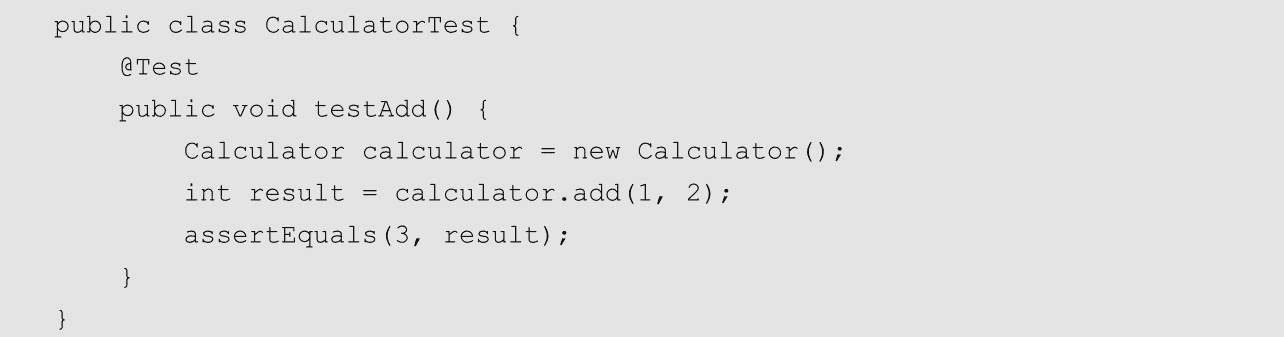 public class CalculatorTest {
@Test
public void testAdd() {
Calculator calculator = new Calculator();
int result = calculator.add(1, 2);
assertEquals(3, result);
}
}